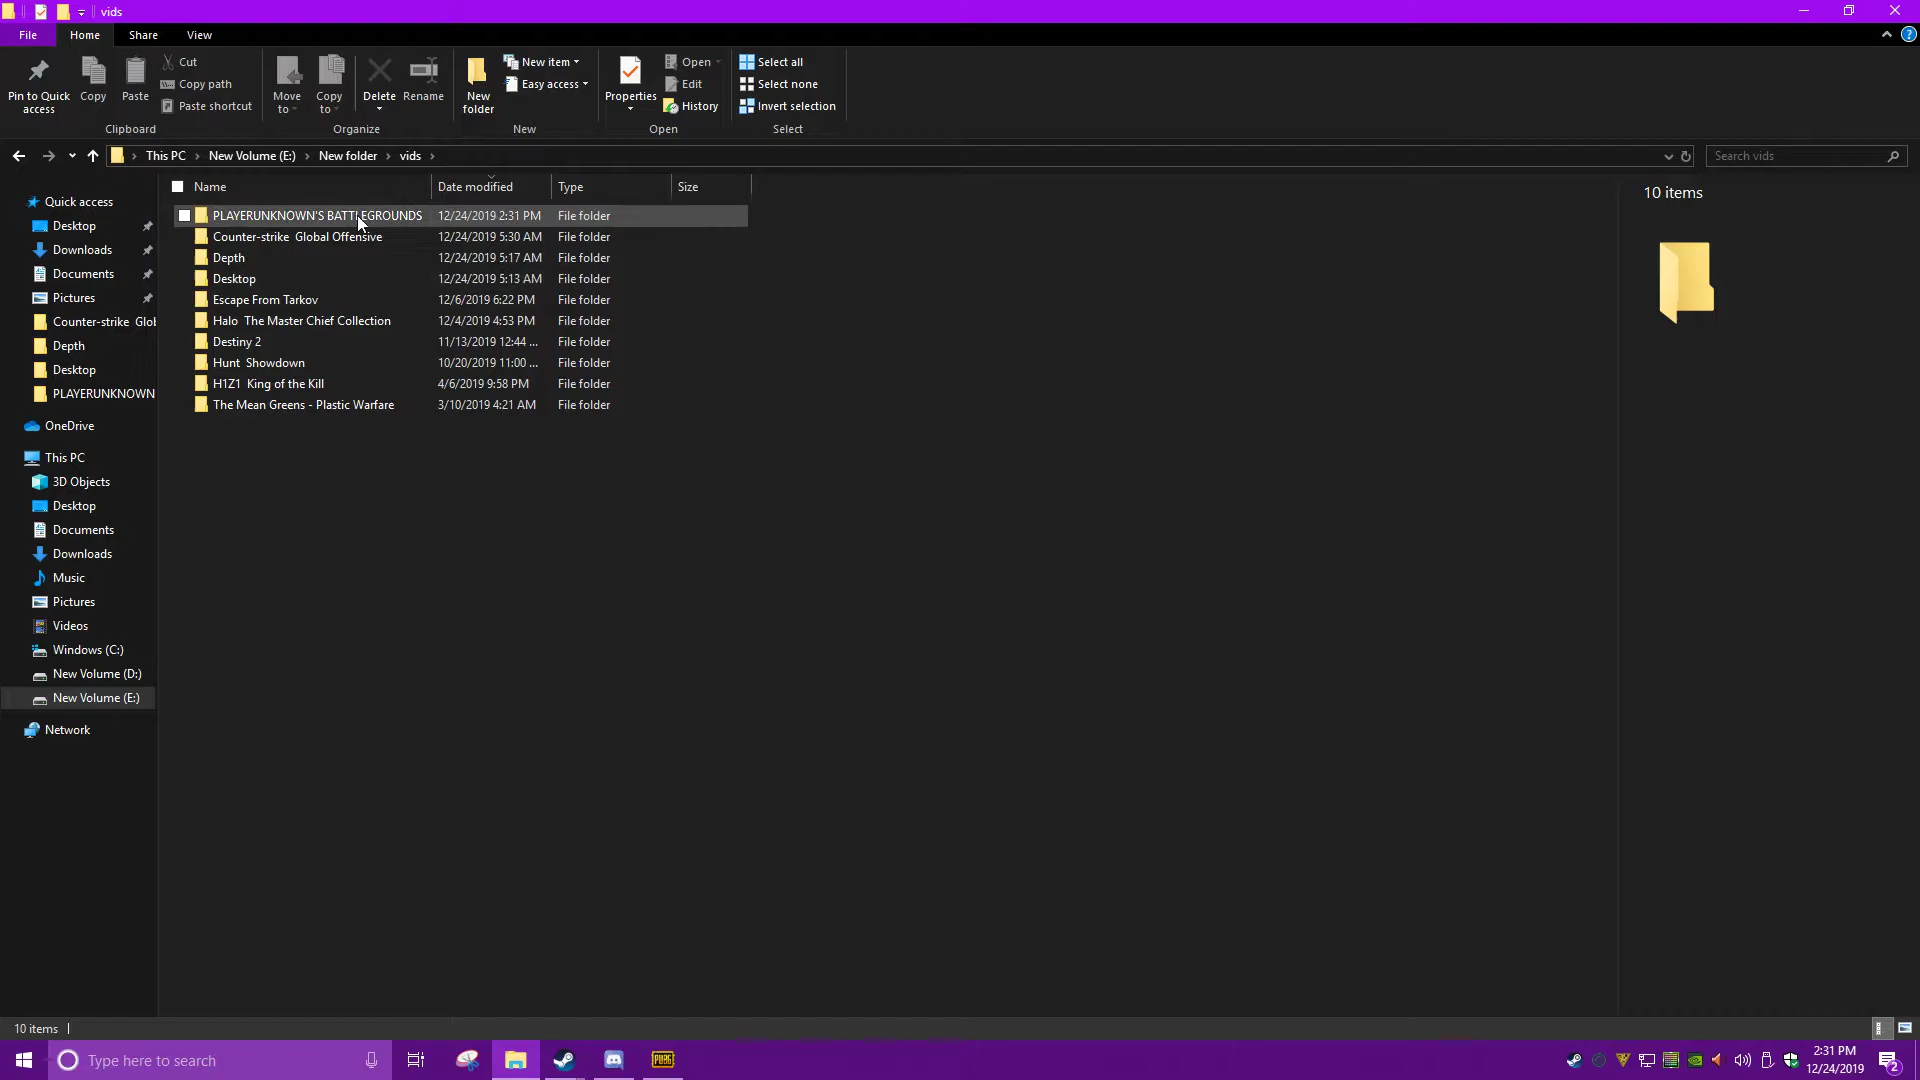 vids
File Home Share View
Pin to Quick access
Copy
Paste
Cut
Copy path
Paste shortcut
Clipboard
Move to
Copy to
Delete
Rename
Organize
New folder
New item
Easy access
New
Properties
Open
Edit
History
Open
Select all
Select none
Invert selection
Select
This PC New Volume (E:) New folder vids
Search vids
Name Date modified Type Size
PLAYERUNKNOWN'S BATTLEGROUNDS 12/24/2019 2:31 PM File folder
Counter-strike Global Offensive 12/24/2019 5:30 AM File folder
Depth 12/24/2019 5:17 AM File folder
Desktop 12/24/2019 5:13 AM File folder
Escape From Tarkov 12/6/2019 6:22 PM File folder
Halo The Master Chief Collection 12/4/2019 4:53 PM File folder
Destiny 2 11/13/2019 12:44 ... File folder
Hunt Showdown 10/20/2019 11:00 ... File folder
H1Z1 King of the Kill 4/6/2019 9:58 PM File folder
The Mean Greens - Plastic Warfare 3/10/2019 4:21 AM File folder
10 items
Quick access
Desktop
Downloads
Documents
Pictures
Counter-strike Glob
Depth
Desktop
PLAYERUNKNOWN
OneDrive
This PC
3D Objects
Desktop
Documents
Downloads
Music
Pictures
Videos
Windows (C:)
New Volume (D:)
New Volume (E:)
Network
10 items
Type here to search
PUBG
2:31 PM
12/24/2019
2